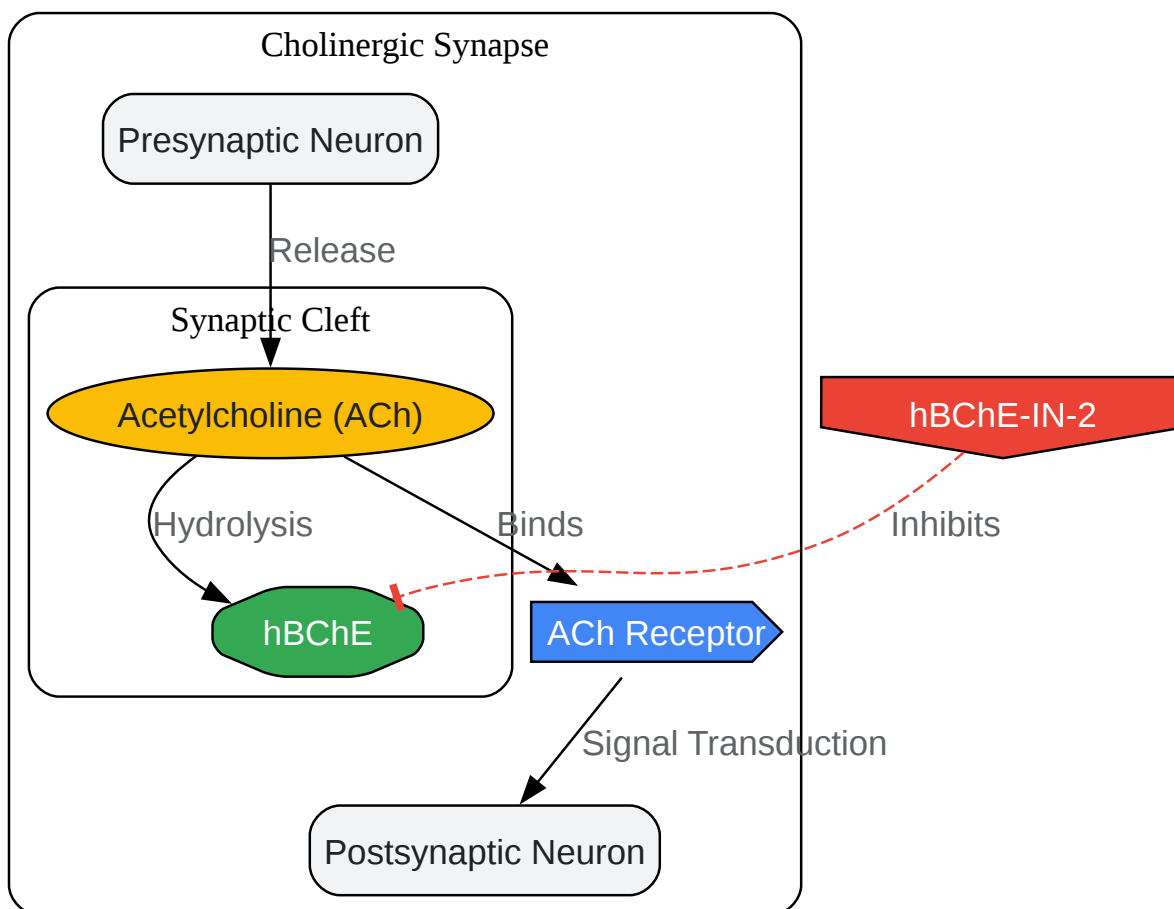 Cholinergic Synapse
Presynaptic Neuron
Release
Synaptic Cleft
Acetylcholine (ACh)
hBChE-IN-2
Hydrolysis
Binds
Inhibits
hBChE
ACh Receptor
Signal Transduction
Postsynaptic Neuron